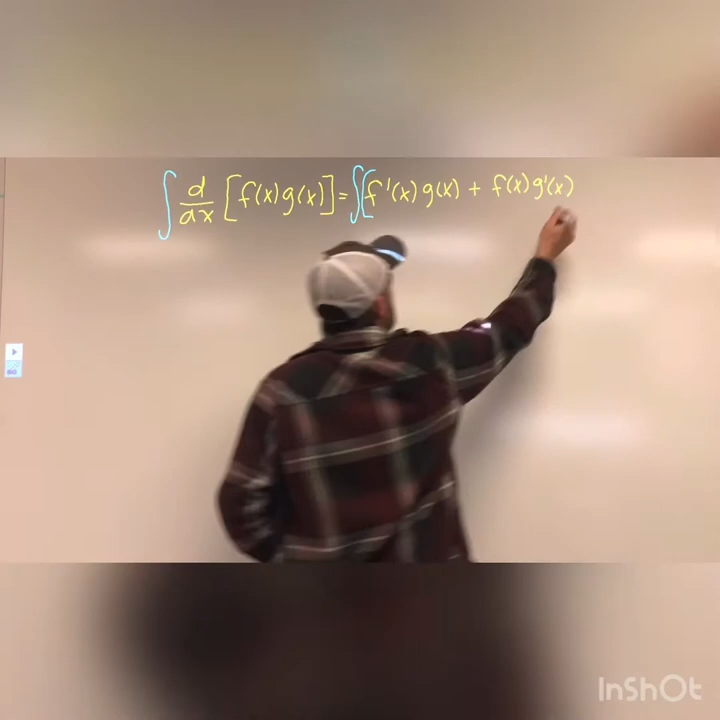 ∫ d/dx [f(x)g(x)] = ∫[f'(x)g(x) + f(x)g'(x)
InShOt